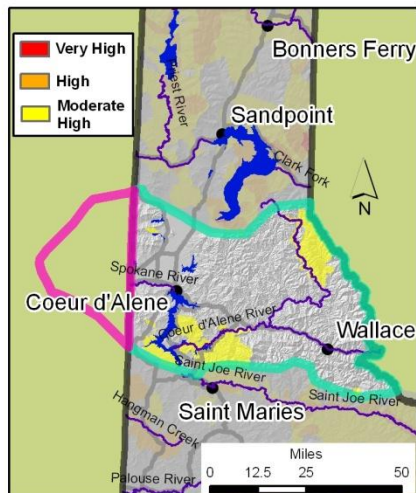 Very High
High
Moderate
High
Bonners Ferry
Priest River
Sandpoint
Clark Fork
N
Spokane River
Coeur d'Alene
Coeur d'Alene River
Wallace
Saint Joe River
Saint Joe River
Saint Maries
Hangman Creek
Palouse River
Miles
0 12.5 25 50